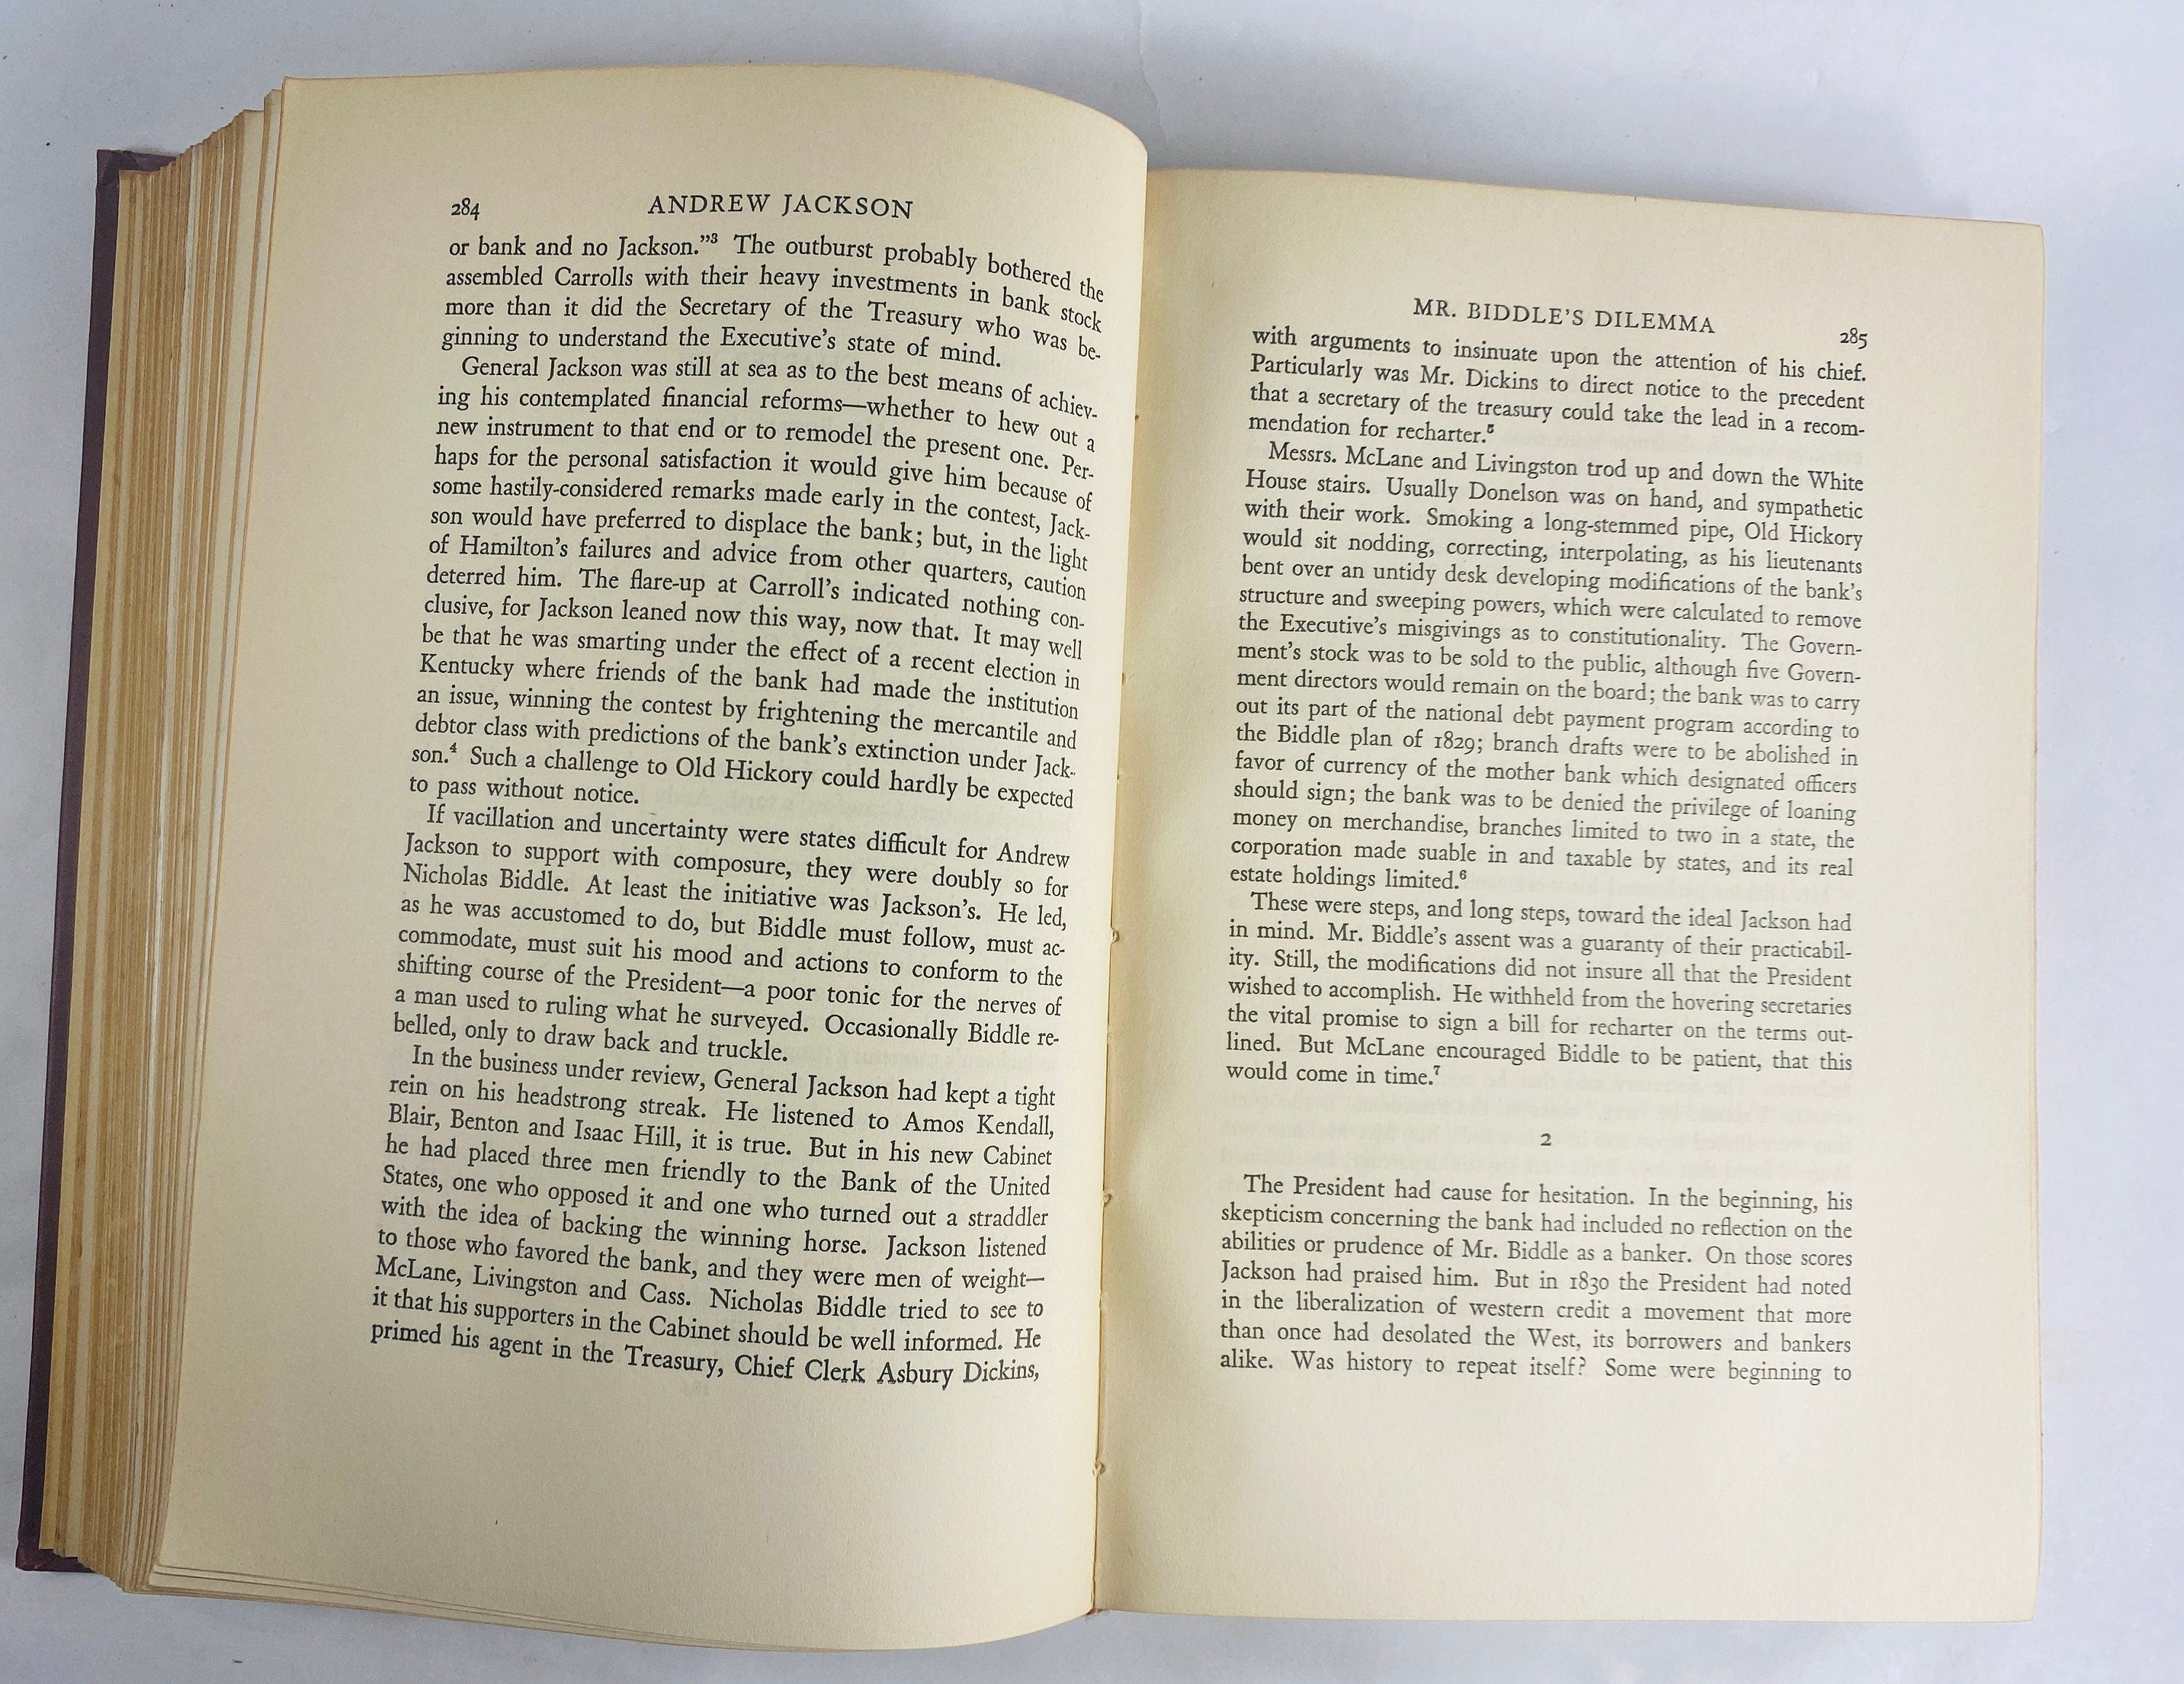 284 ANDREW JACKSON
or bank and no Jackson.”³ The outburst probably bothered the
assembled Carrolls with their heavy investments in bank stock
more than it did the Secretary of the Treasury who was be-
ginning to understand the Executive’s state of mind.
General Jackson was still at sea as to the best means of achiev-
ing his contemplated financial reforms—whether to hew out a
new instrument to that end or to remodel the present one. Per-
haps for the personal satisfaction it would give him because of
some hastily-considered remarks made early in the contest, Jack-
son would have preferred to displace the bank; but, in the light
of Hamilton’s failures and advice from other quarters, caution
deterred him. The flare-up at Carroll’s indicated nothing con-
clusive, for Jackson leaned now this way, now that. It may well
be that he was smarting under the effect of a recent election in
Kentucky where friends of the bank had made the institution
an issue, winning the contest by frightening the mercantile and
debtor class with predictions of the bank’s extinction under Jack-
son.⁴ Such a challenge to Old Hickory could hardly be expected
to pass without notice.
If vacillation and uncertainty were states difficult for Andrew
Jackson to support with composure, they were doubly so for
Nicholas Biddle. At least the initiative was Jackson’s. He led,
as he was accustomed to do, but Biddle must follow, must ac-
commodate, must suit his mood and actions to conform to the
shifting course of the President—a poor tonic for the nerves of
a man used to ruling what he surveyed. Occasionally Biddle re-
belled, only to draw back and truckle.
In the business under review, General Jackson had kept a tight
rein on his headstrong streak. He listened to Amos Kendall,
Blair, Benton and Isaac Hill, it is true. But in his new Cabinet
he had placed three men friendly to the Bank of the United
States, one who opposed it and one who turned out a straddler
with the idea of backing the winning horse. Jackson listened
to those who favored the bank, and they were men of weight—
McLane, Livingston and Cass. Nicholas Biddle tried to see to
it that his supporters in the Cabinet should be well informed. He
primed his agent in the Treasury, Chief Clerk Asbury Dickins,
MR. BIDDLE’S DILEMMA 285
with arguments to insinuate upon the attention of his chief.
Particularly was Mr. Dickins to direct notice to the precedent
that a secretary of the treasury could take the lead in a recom-
mendation for recharter.⁵
Messrs. McLane and Livingston trod up and down the White
House stairs. Usually Donelson was on hand, and sympathetic
with their work. Smoking a long-stemmed pipe, Old Hickory
would sit nodding, correcting, interpolating, as his lieutenants
bent over an untidy desk developing modifications of the bank’s
structure and sweeping powers, which were calculated to remove
the Executive’s misgivings as to constitutionality. The Govern-
ment’s stock was to be sold to the public, although five Govern-
ment directors would remain on the board; the bank was to carry
out its part of the national debt payment program according to
the Biddle plan of 1829; branch drafts were to be abolished in
favor of currency of the mother bank which designated officers
should sign; the bank was to be denied the privilege of loaning
money on merchandise, branches limited to two in a state, the
corporation made suable in and taxable by states, and its real
estate holdings limited.⁶
These were steps, and long steps, toward the ideal Jackson had
in mind. Mr. Biddle’s assent was a guaranty of their practicabil-
ity. Still, the modifications did not insure all that the President
wished to accomplish. He withheld from the hovering secretaries
the vital promise to sign a bill for recharter on the terms out-
lined. But McLane encouraged Biddle to be patient, that this
would come in time.⁷
2
The President had cause for hesitation. In the beginning, his
skepticism concerning the bank had included no reflection on the
abilities or prudence of Mr. Biddle as a banker. On those scores
Jackson had praised him. But in 1830 the President had noted
in the liberalization of western credit a movement that more
than once had desolated the West, its borrowers and bankers
alike. Was history to repeat itself? Some were beginning to